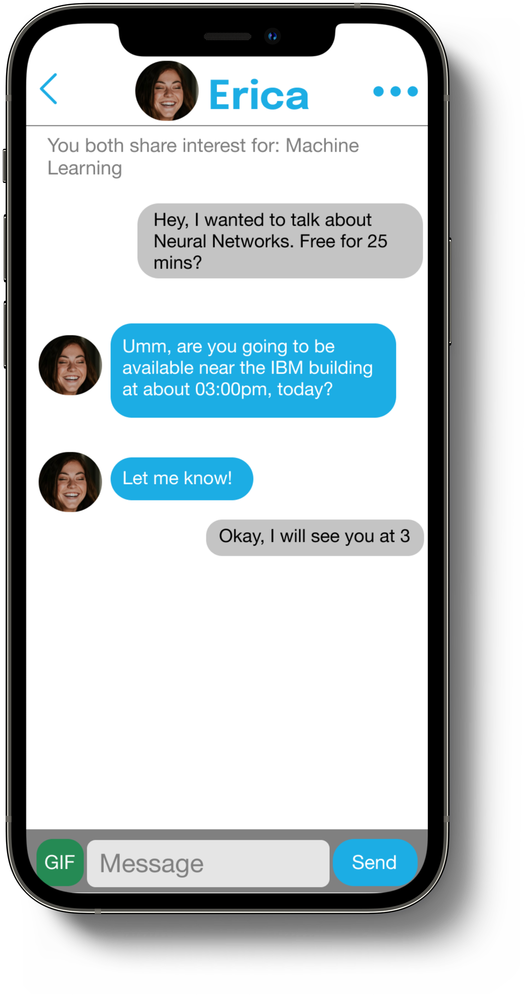 Erica
You both share interest for: Machine
Learning
Hey, I wanted to talk about
Neural Networks. Free for 25
mins?
Umm, are you going to be
available near the IBM building
at about 03:00pm, today?
Let me know!
Okay, I will see you at 3
GIF
Message
Send